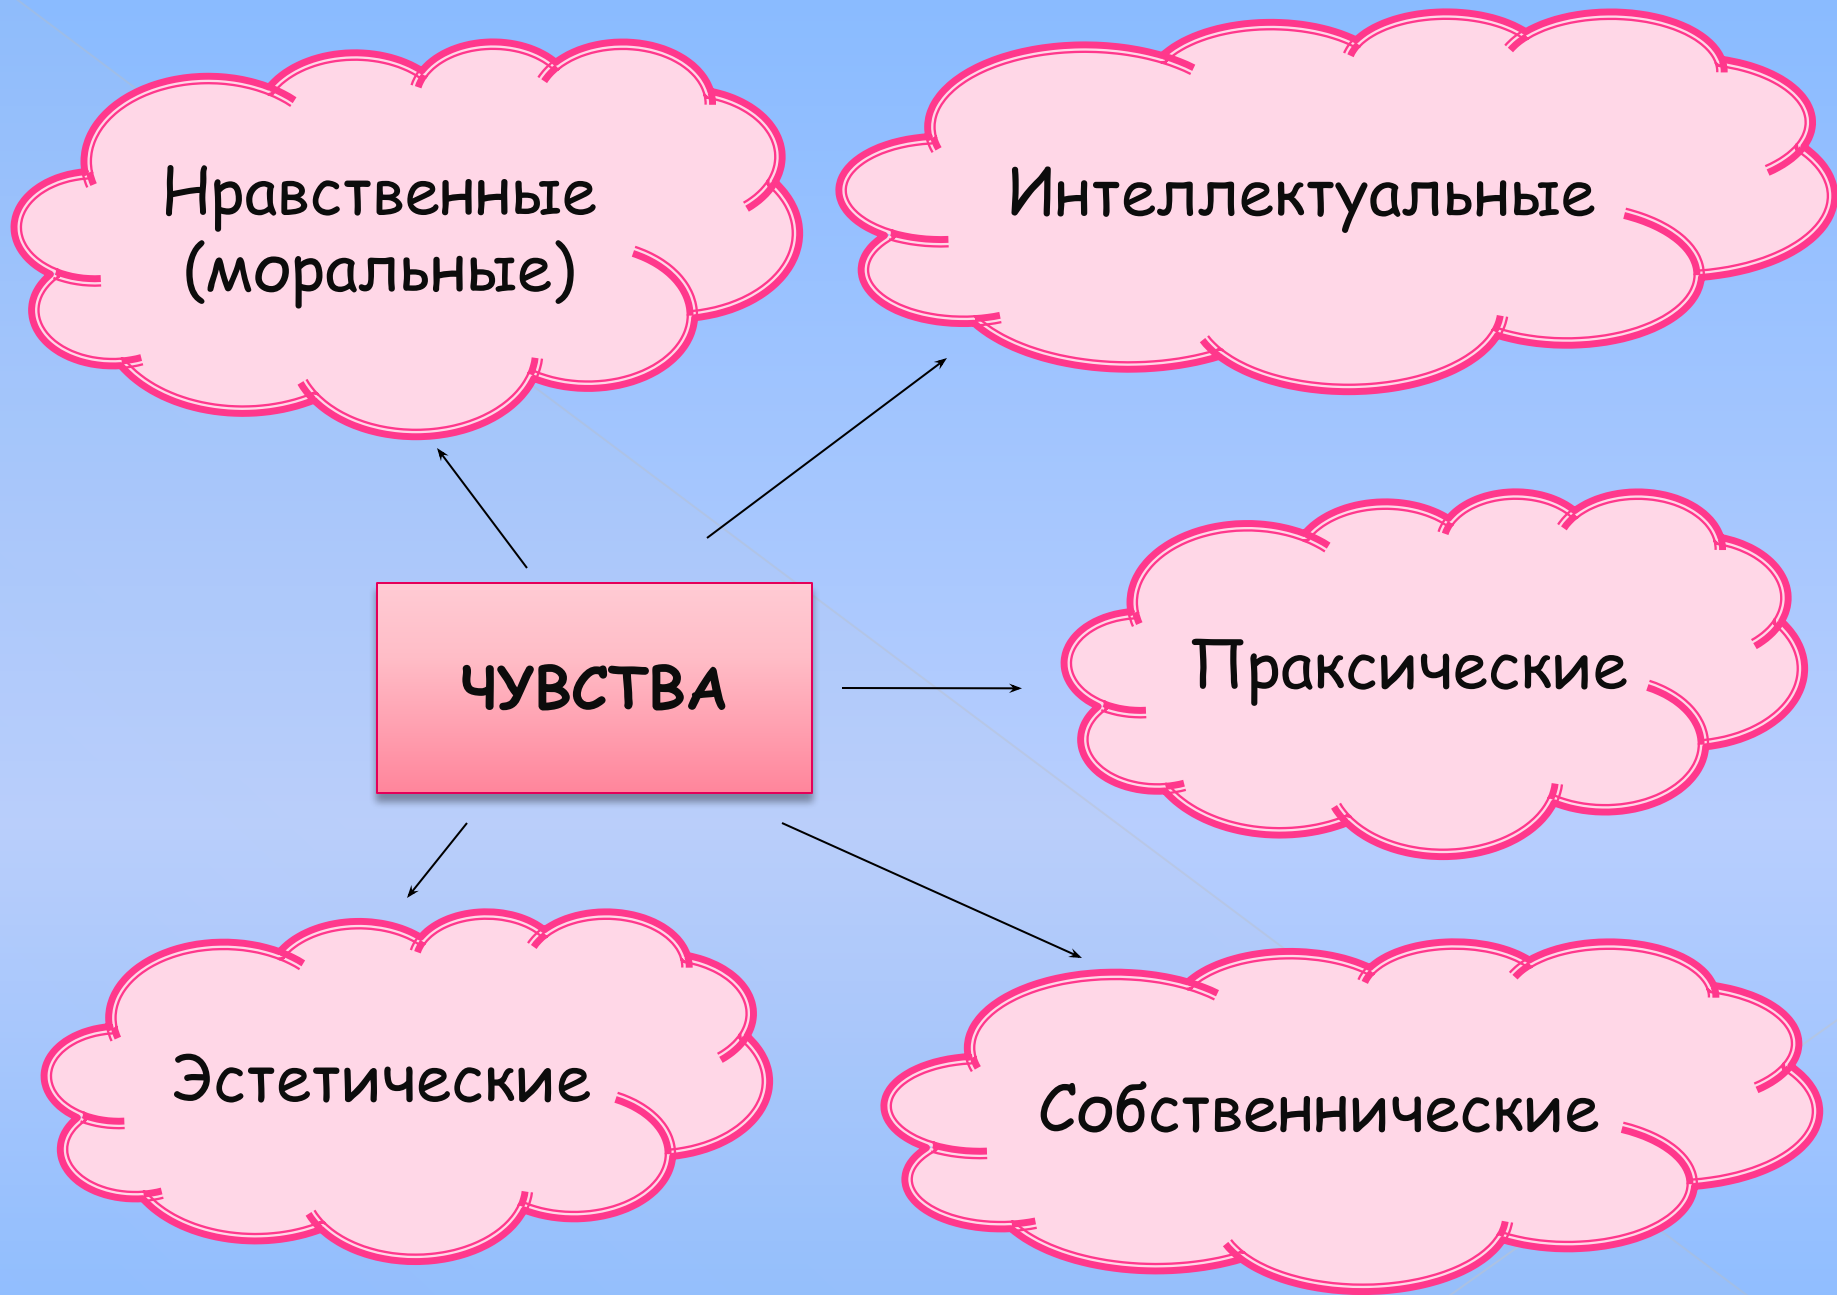 Нравственные
(моральные)
Интеллектуальные
Праксические
ЧУВСТВА
Эстетические
Собственнические